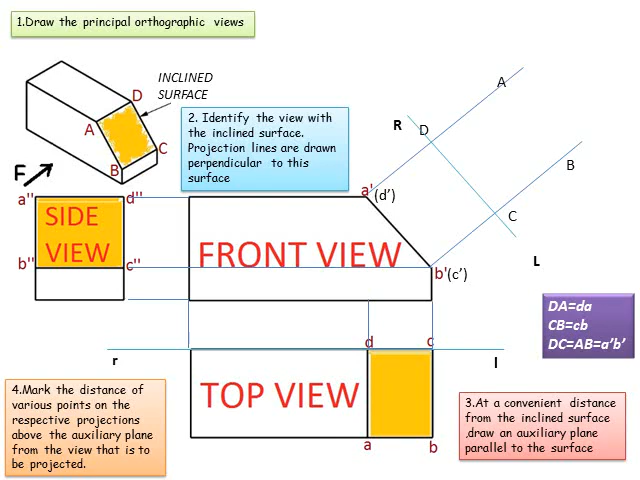 1.Draw the principal orthographic views
INCLINED
SURFACE
D
A
C
B
F
2. Identify the view with
the inclined surface.
Projection lines are drawn
perpendicular to this
surface
A
R
D
B
C
L
a''
d''
SIDE
VIEW
b''
c''
a'(d’)
FRONT VIEW
b'(c’)
DA=da
CB=cb
DC=AB=a’b’
r
d
c
l
TOP VIEW
a
b
4.Mark the distance of
various points on the
respective projections
above the auxiliary plane
from the view that is to
be projected.
3.At a convenient distance
from the inclined surface
,draw an auxiliary plane
parallel to the surface